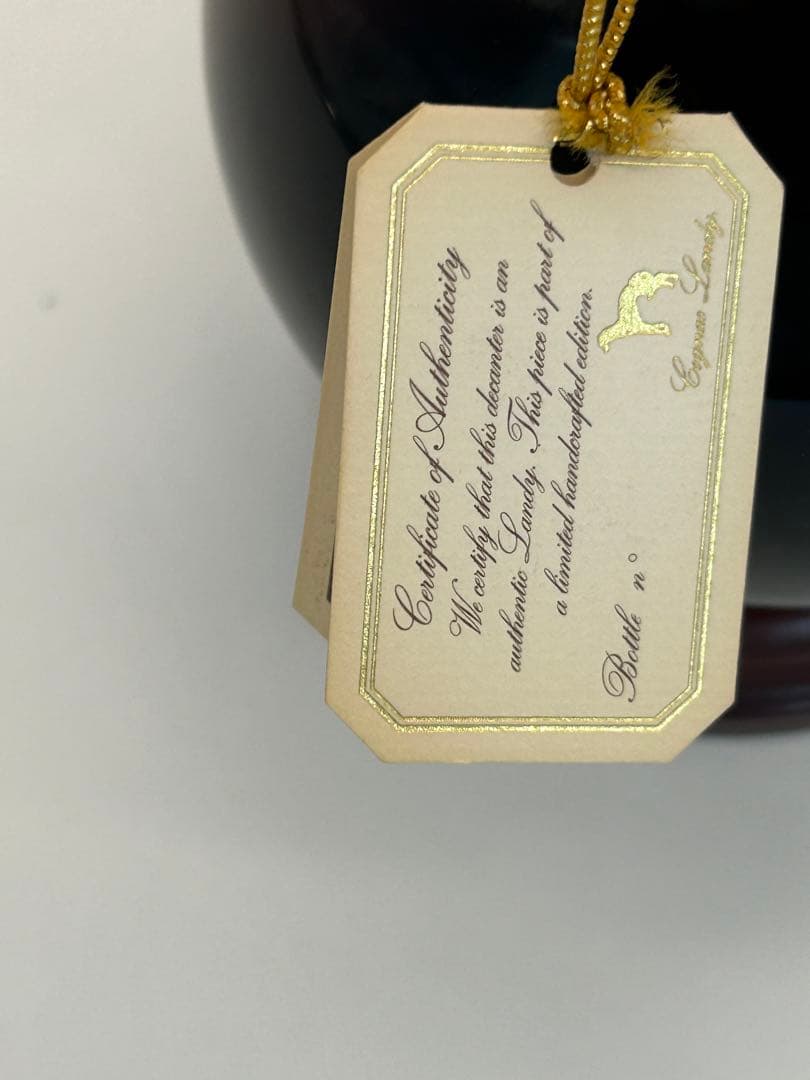 Certificate of Authenticity
We certify that this decanter is an
authentic Landy. This piece is part of
a limited handcrafted edition.
Bottle n°
Cognac Landy